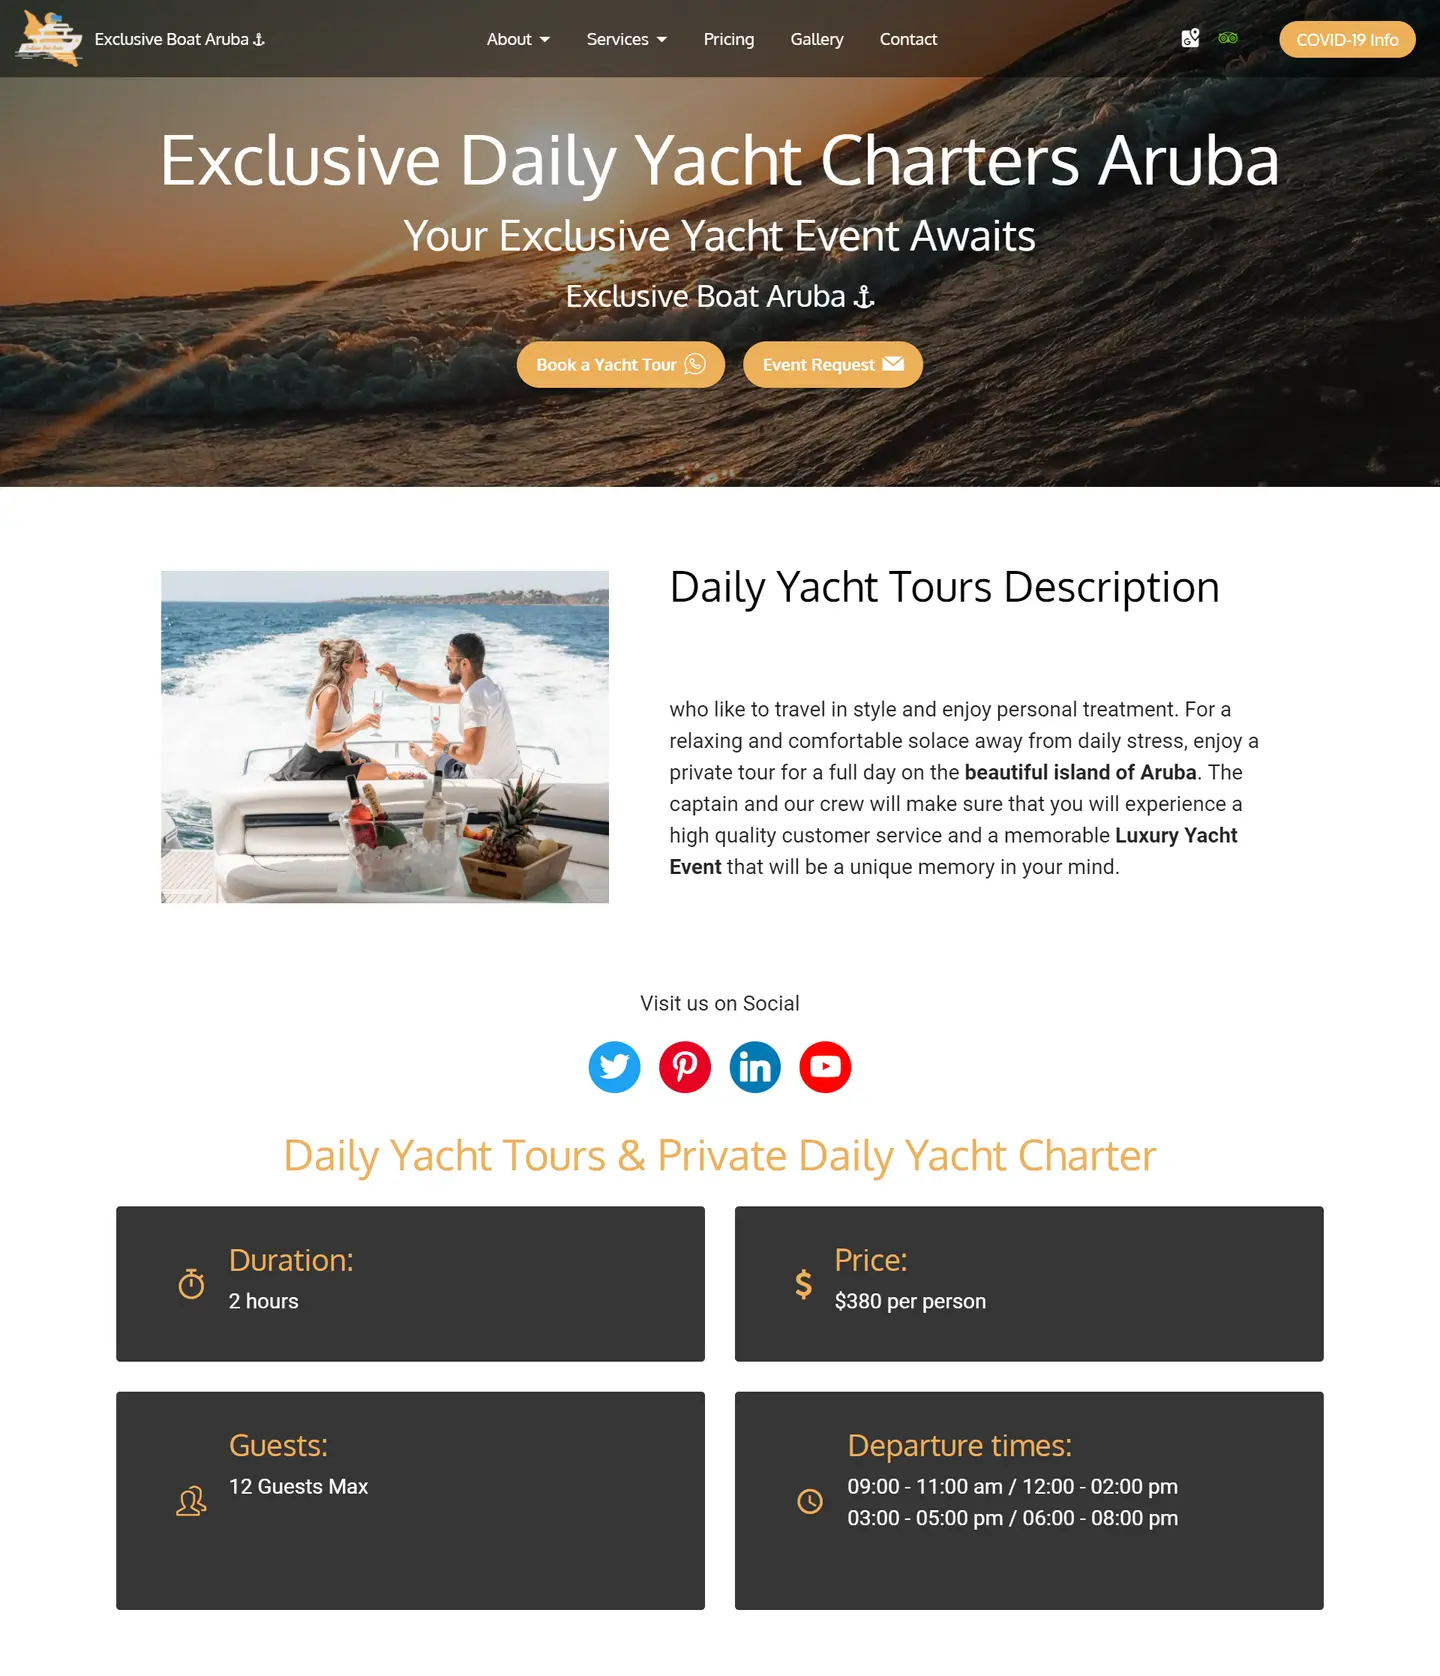 Exclusive Boat Aruba
About
Services
Pricing
Gallery
Contact
COVID-19 Info
Exclusive Daily Yacht Charters Aruba
Your Exclusive Yacht Event Awaits
Exclusive Boat Aruba
Book a Yacht Tour
Event Request
Daily Yacht Tours Description
who like to travel in style and enjoy personal treatment. For a
relaxing and comfortable solace away from daily stress, enjoy a
private tour for a full day on the beautiful island of Aruba. The
captain and our crew will make sure that you will experience a
high quality customer service and a memorable Luxury Yacht
Event that will be a unique memory in your mind.
Visit us on Social
Daily Yacht Tours & Private Daily Yacht Charter
Duration:
2 hours
Price:
$380 per person
Guests:
12 Guests Max
Departure times:
09:00 - 11:00 am / 12:00 - 02:00 pm
03:00 - 05:00 pm / 06:00 - 08:00 pm